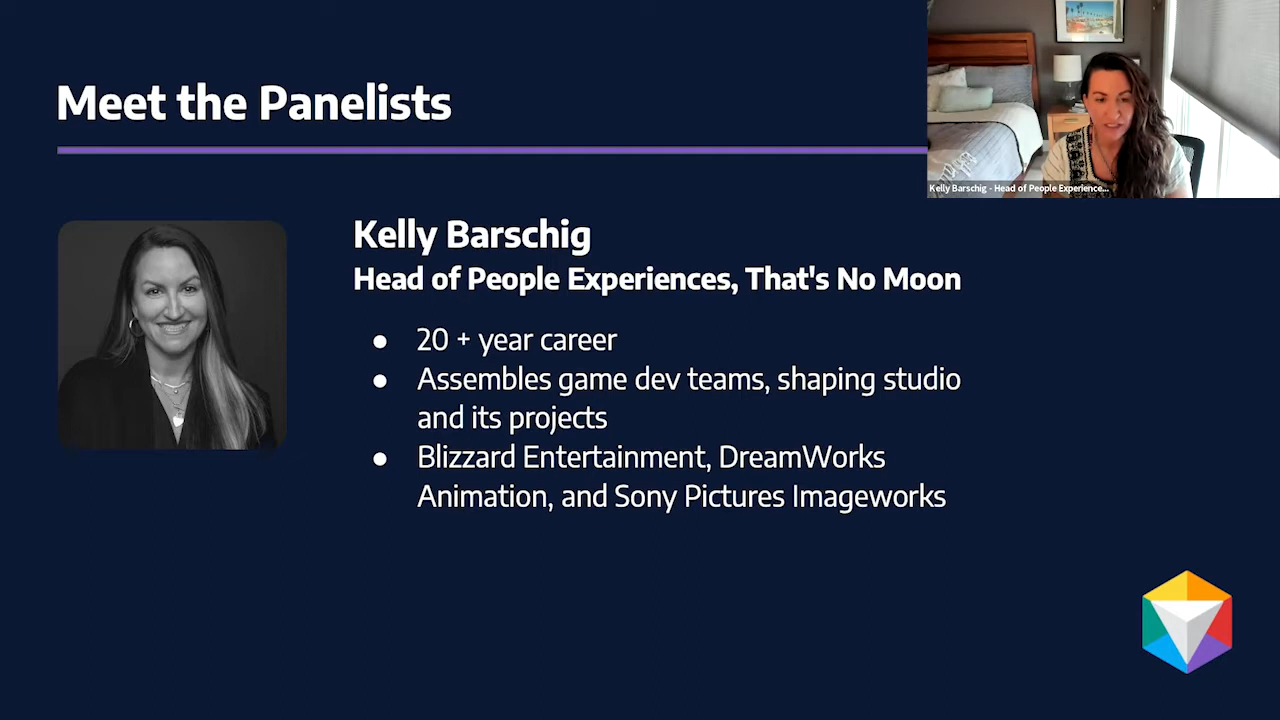 Meet the Panelists
Kelly Barschig - Head of People Experience...
Kelly Barschig
Head of People Experiences, That's No Moon
● 20 + year career
● Assembles game dev teams, shaping studio
and its projects
● Blizzard Entertainment, DreamWorks
Animation, and Sony Pictures Imageworks